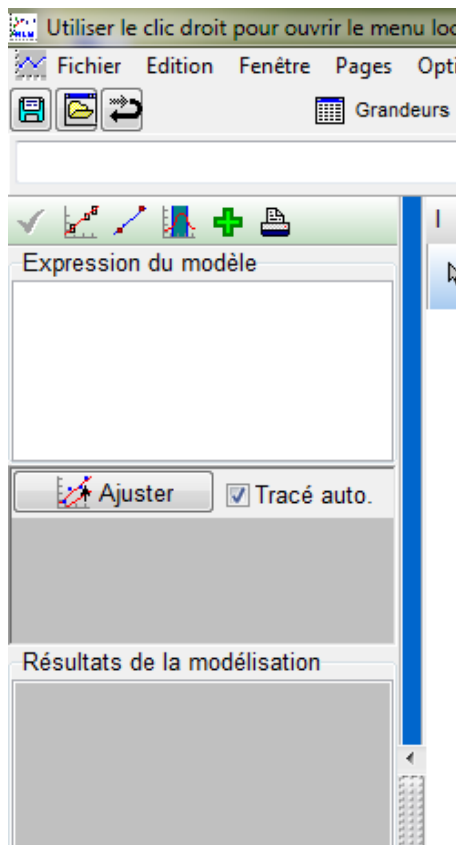 Utiliser le clic droit pour ouvrir le menu loc
Fichier Edition Fenêtre Pages Opti
Grandeurs
Expression du modèle
Ajuster Tracé auto.
Résultats de la modélisation